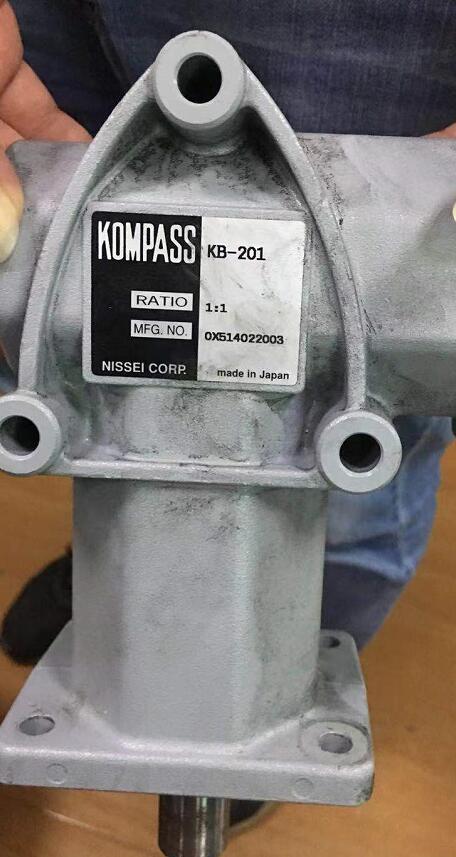 KOMPASS KB-201
RATIO 1:1
MFG. NO. 0X514022003
NISSEI CORP. made in Japan